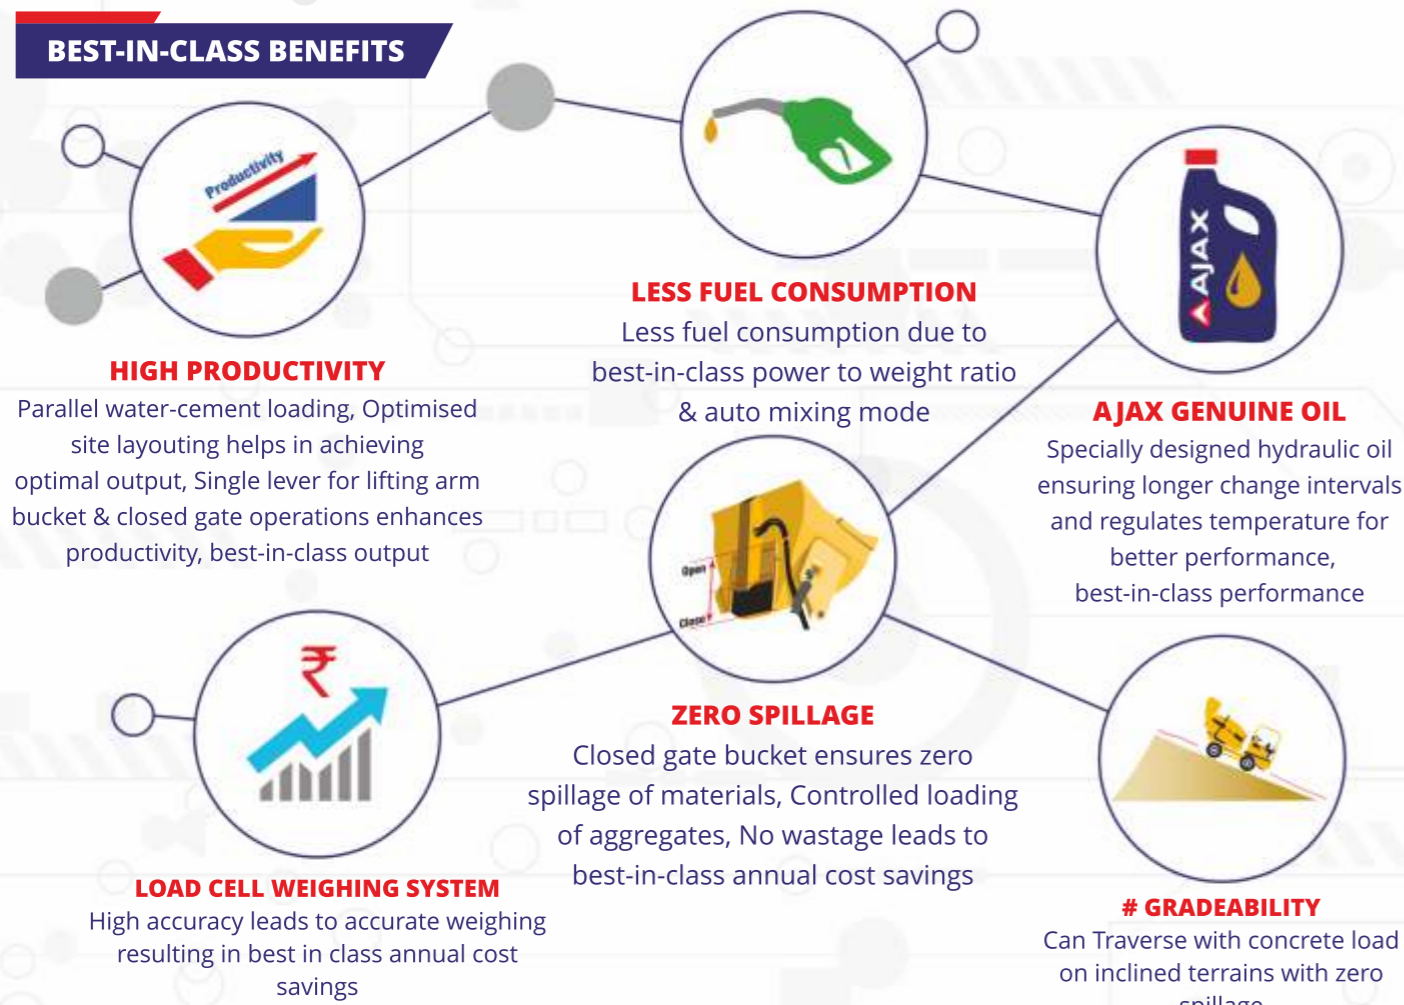 BEST-IN-CLASS BENEFITS
Productivity
HIGH PRODUCTIVITY
Parallel water-cement loading, Optimised
site layouting helps in achieving
optimal output, Single lever for lifting arm
bucket & closed gate operations enhances
productivity, best-in-class output
LESS FUEL CONSUMPTION
Less fuel consumption due to
best-in-class power to weight ratio
& auto mixing mode
AJAX
AJAX GENUINE OIL
Specially designed hydraulic oil
ensuring longer change intervals
and regulates temperature for
better performance,
best-in-class performance
₹
LOAD CELL WEIGHING SYSTEM
High accuracy leads to accurate weighing
resulting in best in class annual cost
savings
Open
Close
ZERO SPILLAGE
Closed gate bucket ensures zero
spillage of materials, Controlled loading
of aggregates, No wastage leads to
best-in-class annual cost savings
# GRADEABILITY
Can Traverse with concrete load
on inclined terrains with zero
spillage